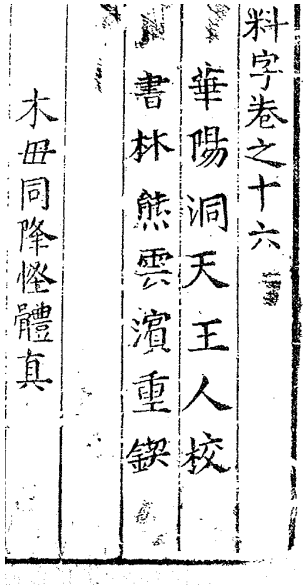 料字卷之十六
華陽洞天王人校
書林熊雲濱重鍥
木毋同降怪體真